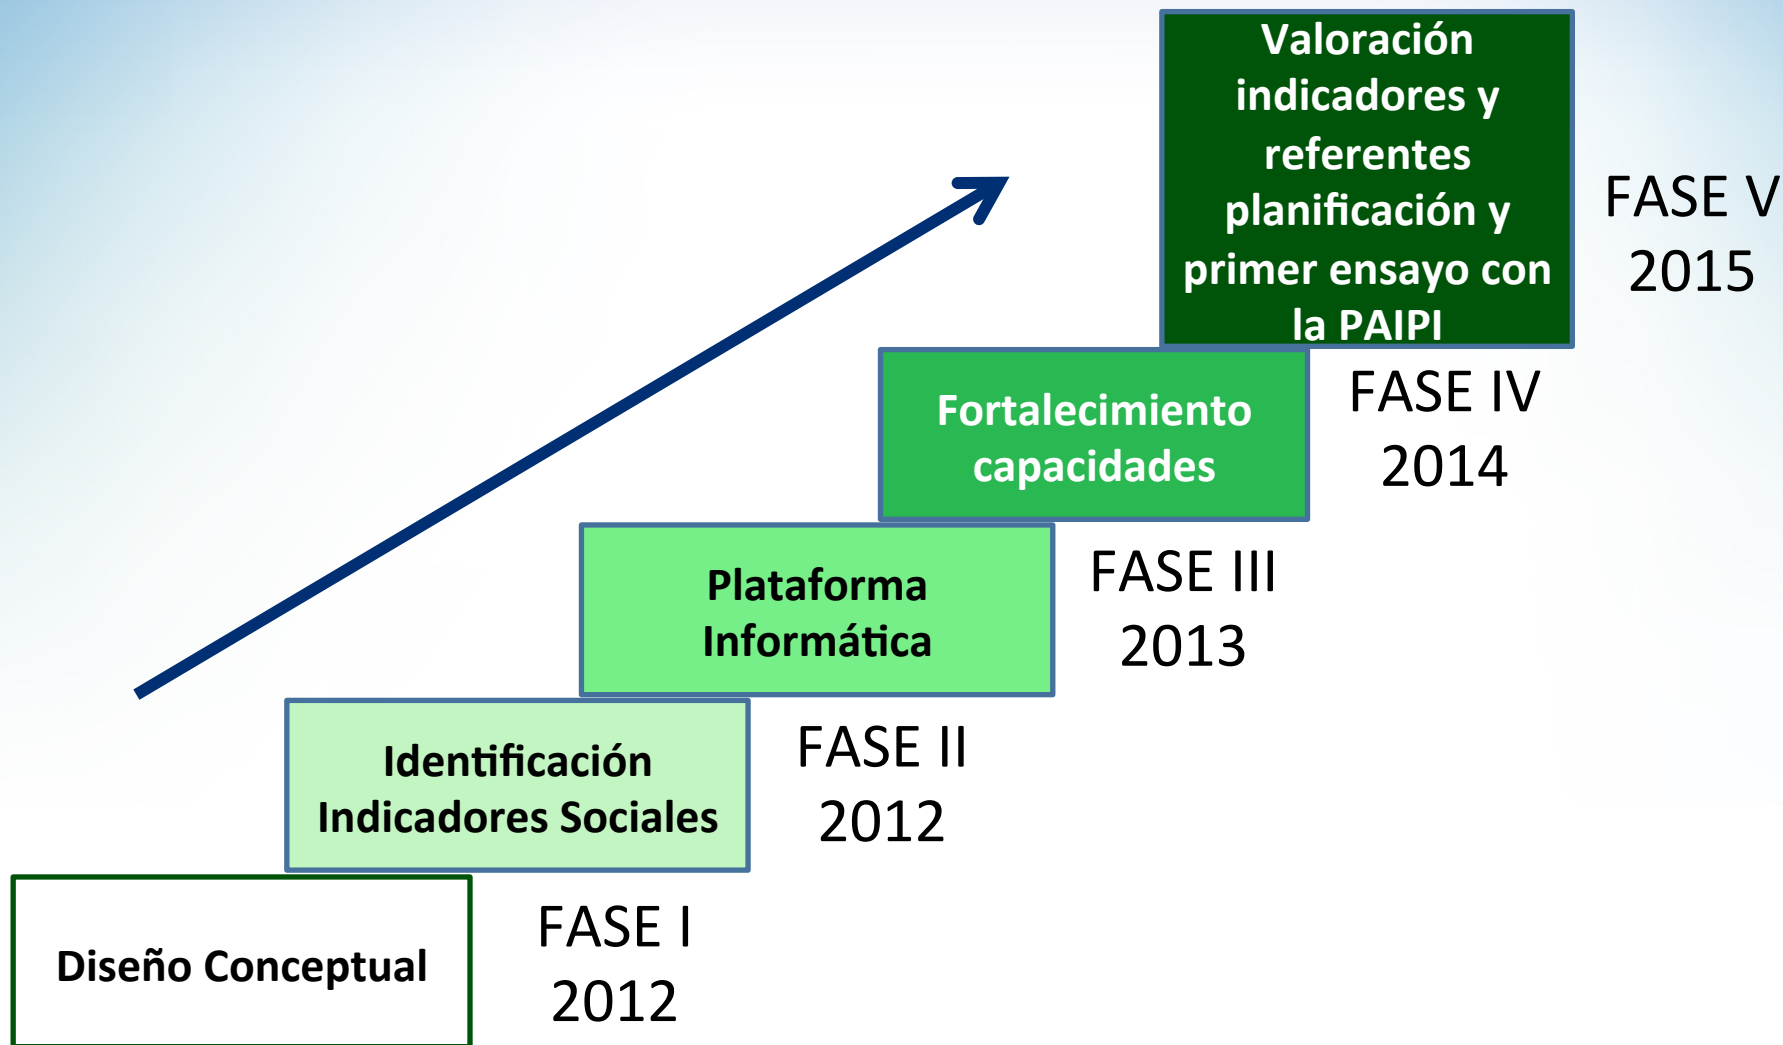 Valoración
indicadores y
referentes
planificación y
primer ensayo con
la PAIPI
FASE V
2015
Fortalecimiento
capacidades
FASE IV
2014
Plataforma
Informática
FASE III
2013
Identificación
Indicadores Sociales
FASE II
2012
Diseño Conceptual
FASE I
2012